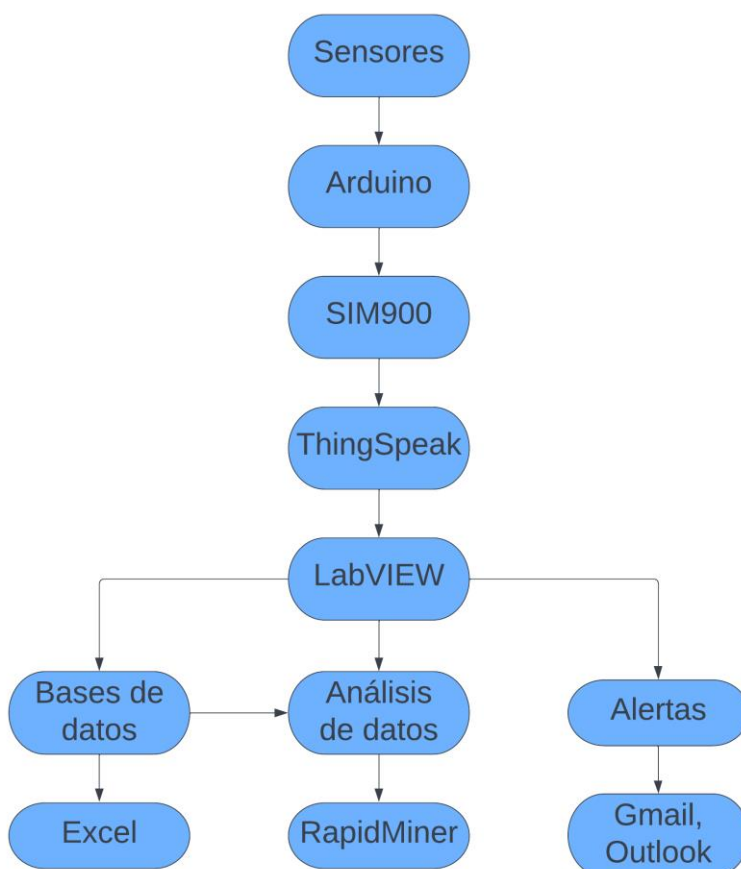 Sensores
Arduino
SIM900
ThingSpeak
LabVIEW
Bases de
datos
Análisis
de datos
Alertas
Excel
RapidMiner
Gmail,
Outlook